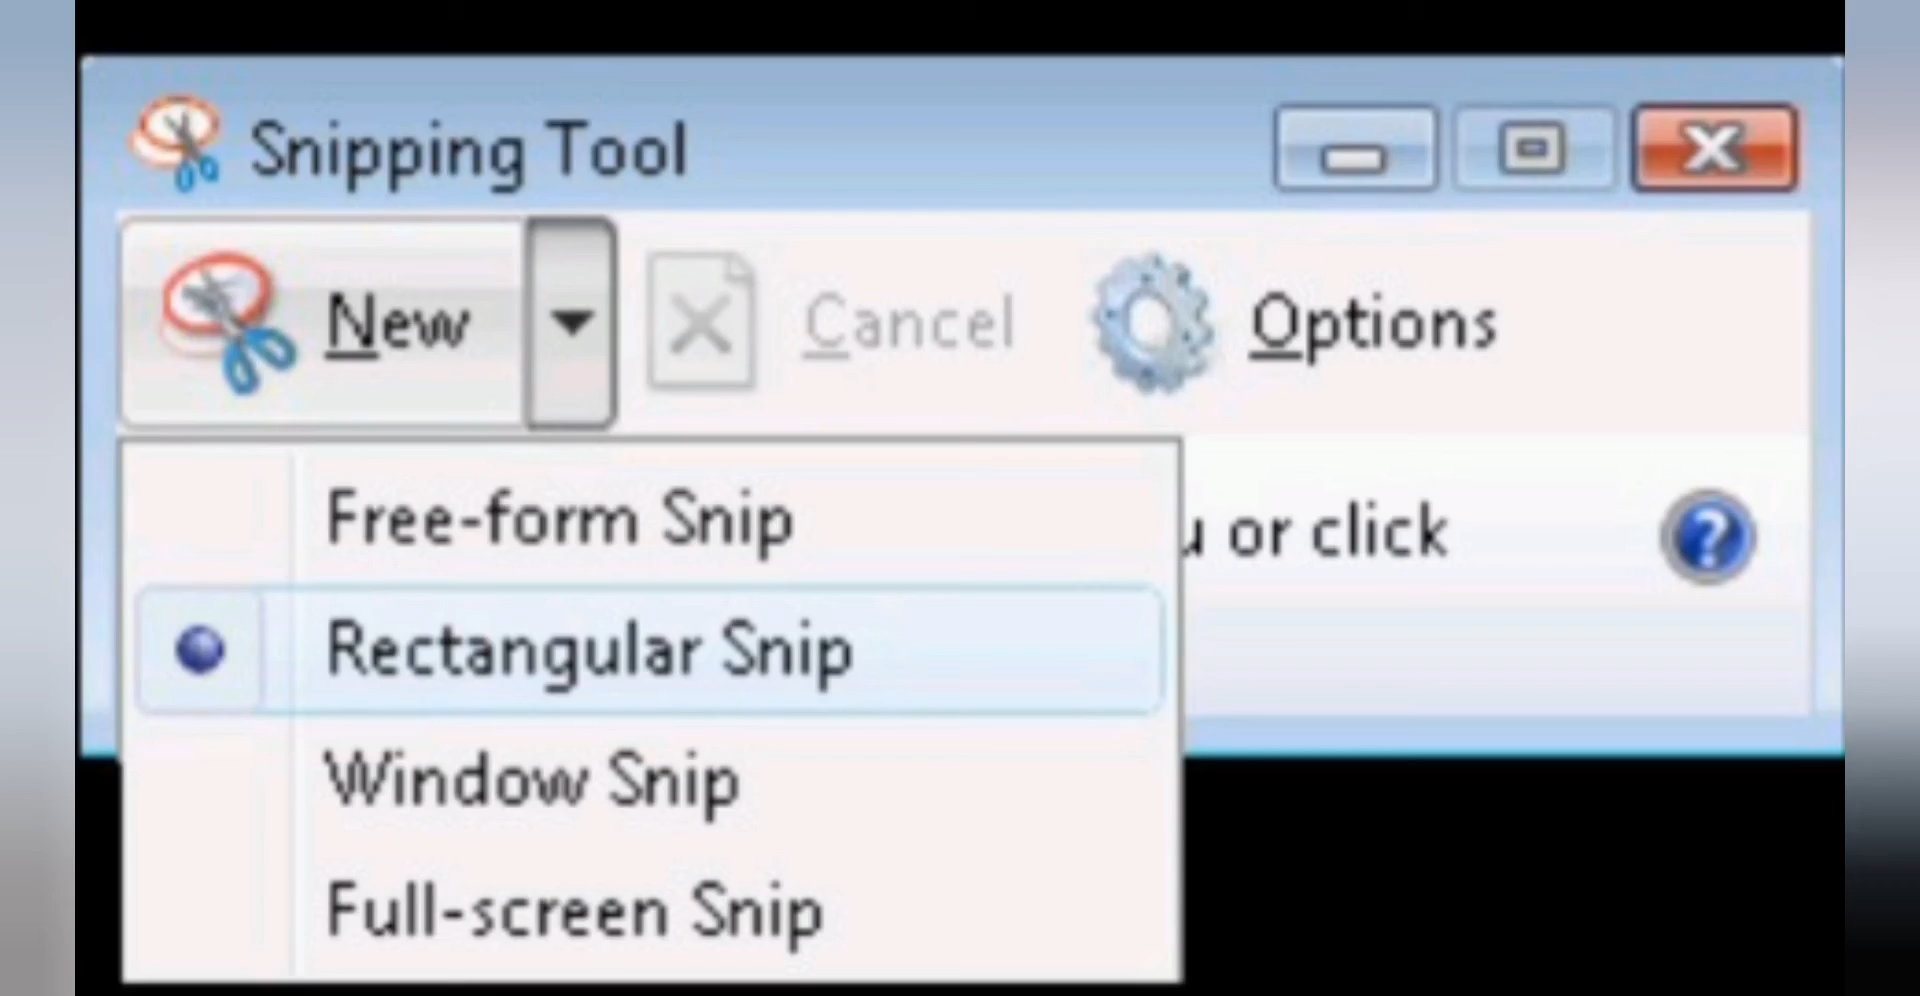 Snipping Tool
New Cancel Options
Free-form Snip
or click
Rectangular Snip
Window Snip
Full-screen Snip